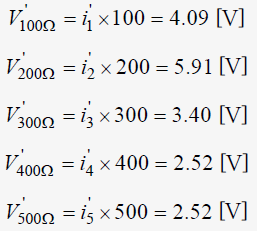 V'100Ω = i'1 × 100 = 4.09 [V]
V'200Ω = i'2 × 200 = 5.91 [V]
V'300Ω = i'3 × 300 = 3.40 [V]
V'400Ω = i'4 × 400 = 2.52 [V]
V'500Ω = i'5 × 500 = 2.52 [V]